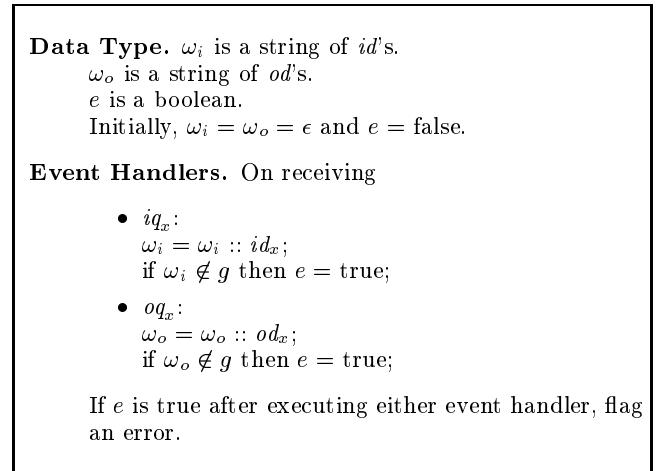 Data Type. ωᵢ is a string of id's.
ωₒ is a string of od's.
e is a boolean.
Initially, ωᵢ = ωₒ = ϵ and e = false.
Event Handlers. On receiving
• iqₓ:
ωᵢ = ωᵢ :: idₓ;
if ωᵢ ∉ g then e = true;
• oqₓ:
ωₒ = ωₒ :: odₓ;
if ωₒ ∉ g then e = true;
If e is true after executing either event handler, flag
an error.